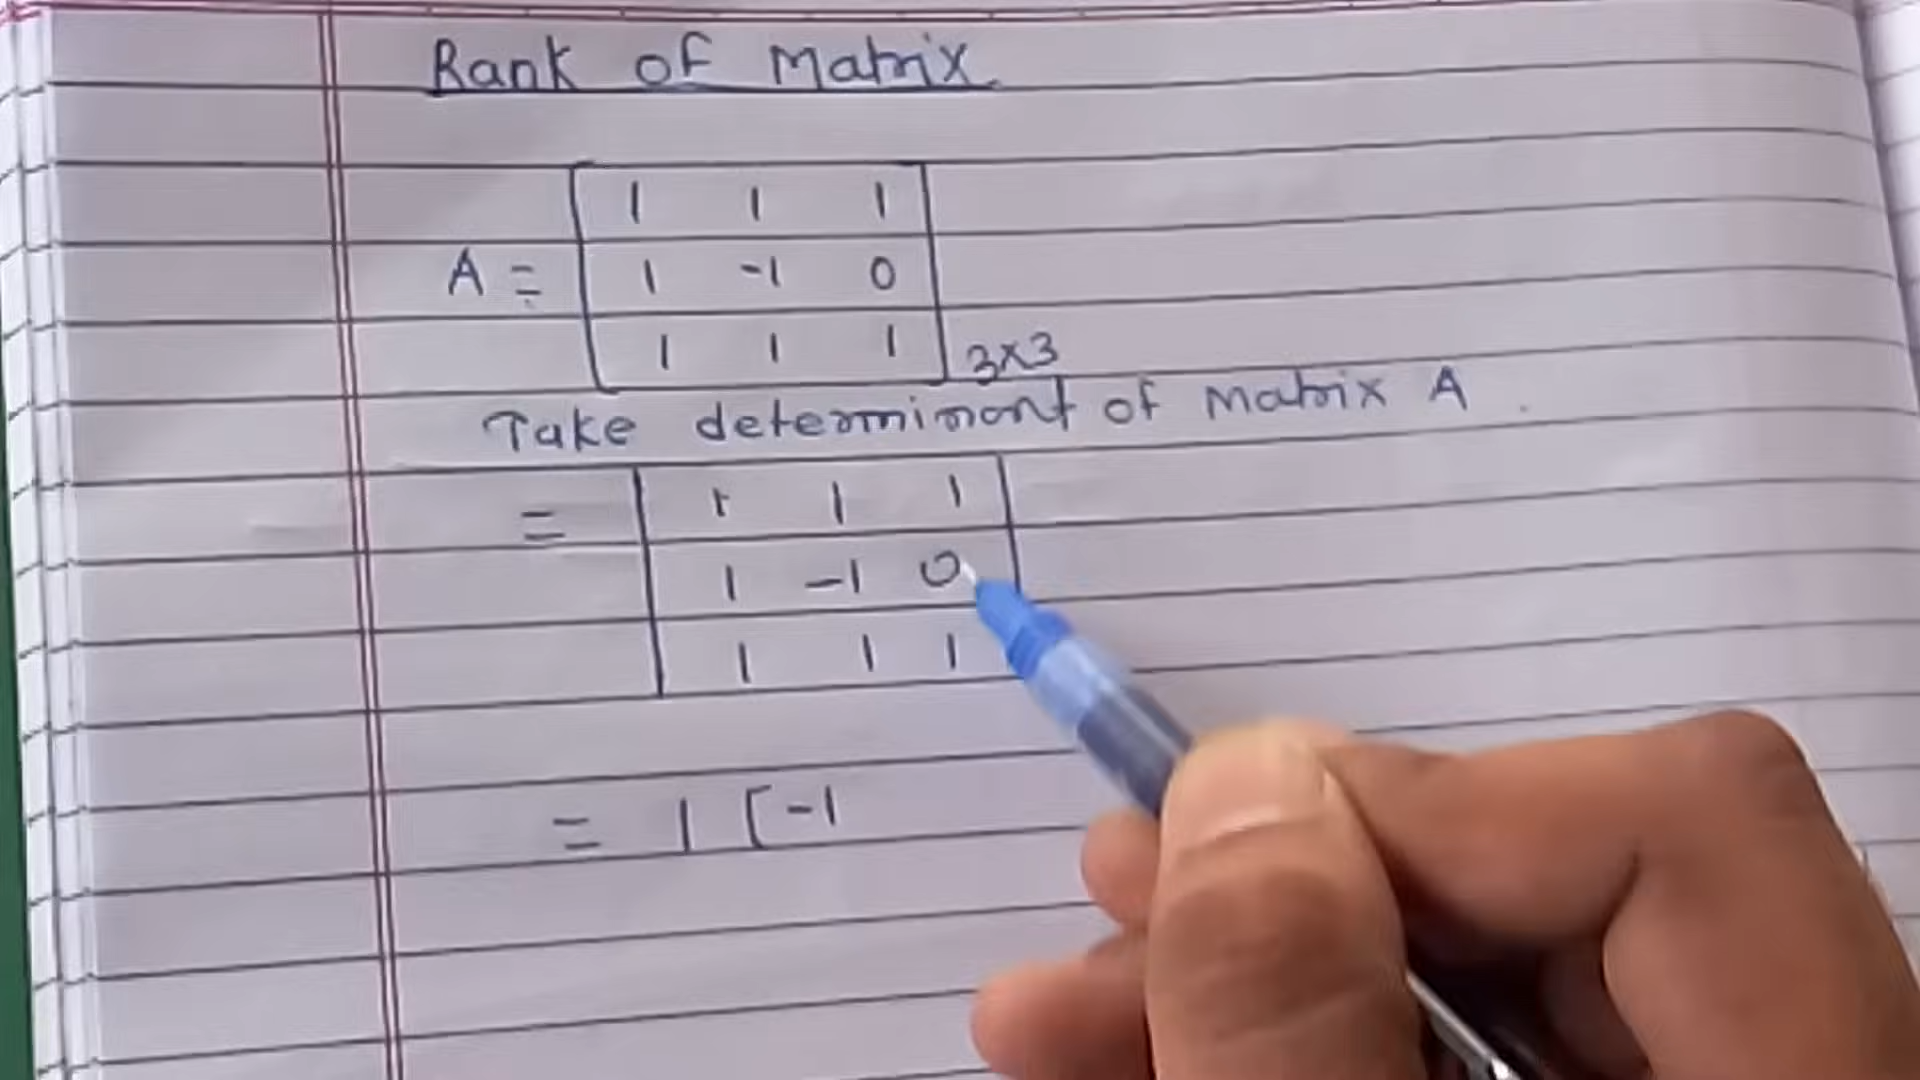 Rank of Matrix
1 1 1
A = 1 -1 0
1 1 1 3x3
Take determinant of Matrix A.
= 1 1 1
1 -1 0
1 1 1
= 1 [-1